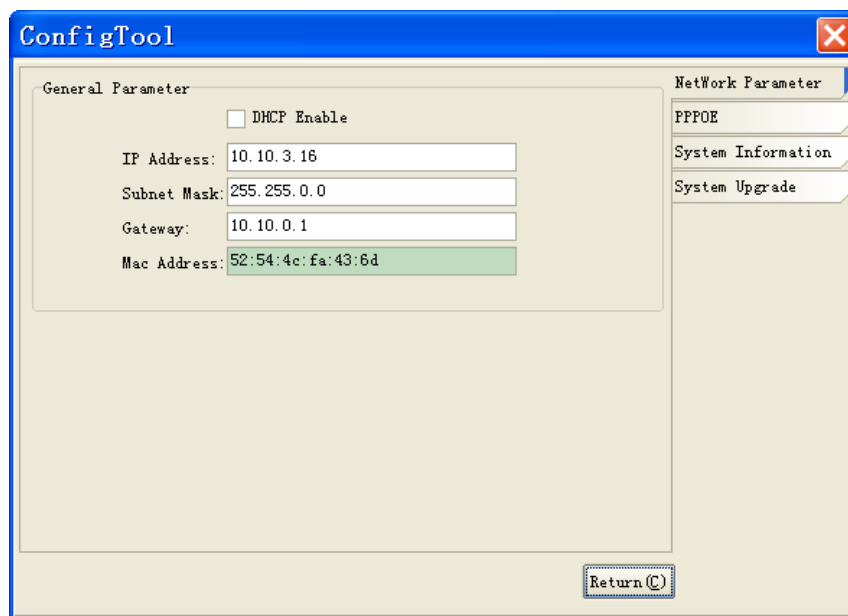 ConfigTool
General Parameter
DHCP Enable
IP Address: 10.10.3.16
Subnet Mask: 255.255.0.0
Gateway: 10.10.0.1
Mac Address: 52:54:4c:fa:43:6d
NetWork Parameter
PPPOE
System Information
System Upgrade
Return(C)